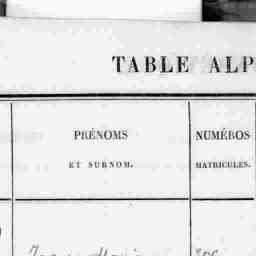 TABLE ALP
PRÉNOMS
ET SURNOM.
NUMÉROS
MATRICULES.